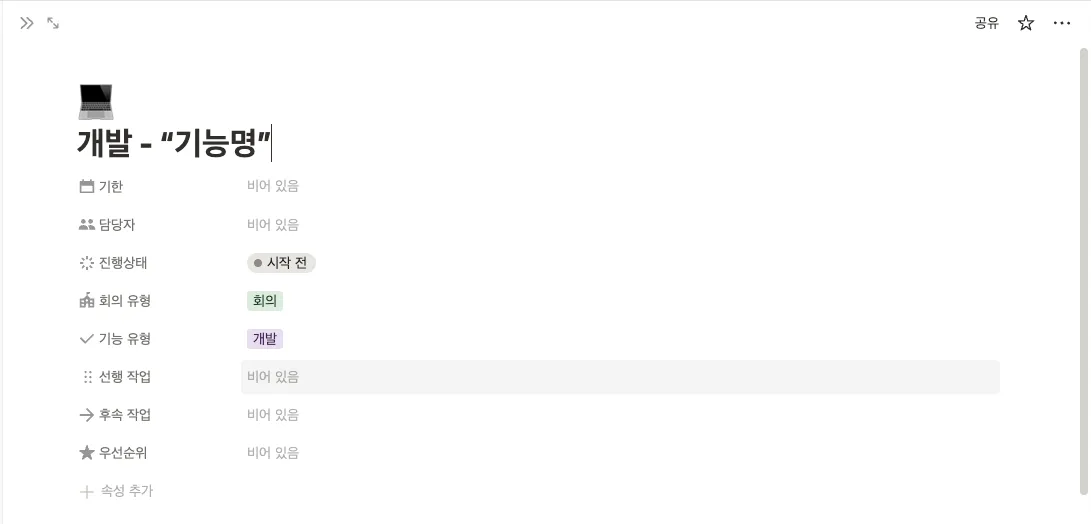 공유
개발 - “기능명”
기한 비어 있음
담당자 비어 있음
진행상태 시작 전
회의 유형 회의
기능 유형 개발
선행 작업 비어 있음
후속 작업 비어 있음
우선순위 비어 있음
속성 추가